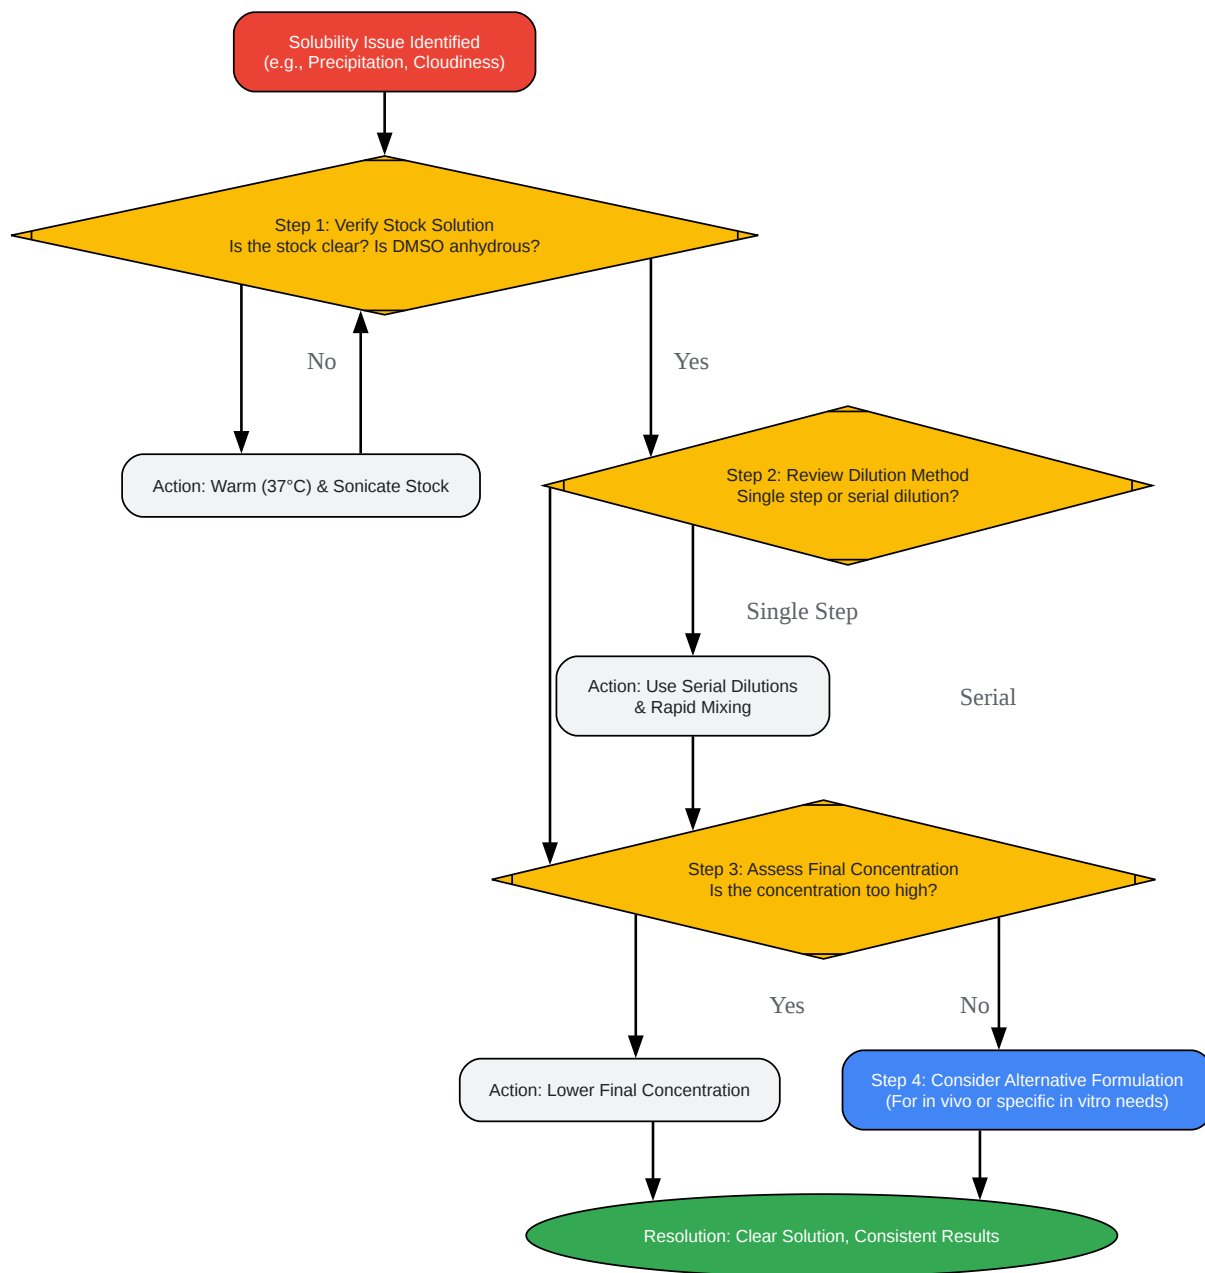 Solubility Issue Identified
(e.g., Precipitation, Cloudiness)
Step 1: Verify Stock Solution
Is the stock clear? Is DMSO anhydrous?
No
Yes
Action: Warm (37°C) & Sonicate Stock
Step 2: Review Dilution Method
Single step or serial dilution?
Single Step
Action: Use Serial Dilutions
& Rapid Mixing
Serial
Step 3: Assess Final Concentration
Is the concentration too high?
Yes
No
Action: Lower Final Concentration
Step 4: Consider Alternative Formulation
(For in vivo or specific in vitro needs)
Resolution: Clear Solution, Consistent Results